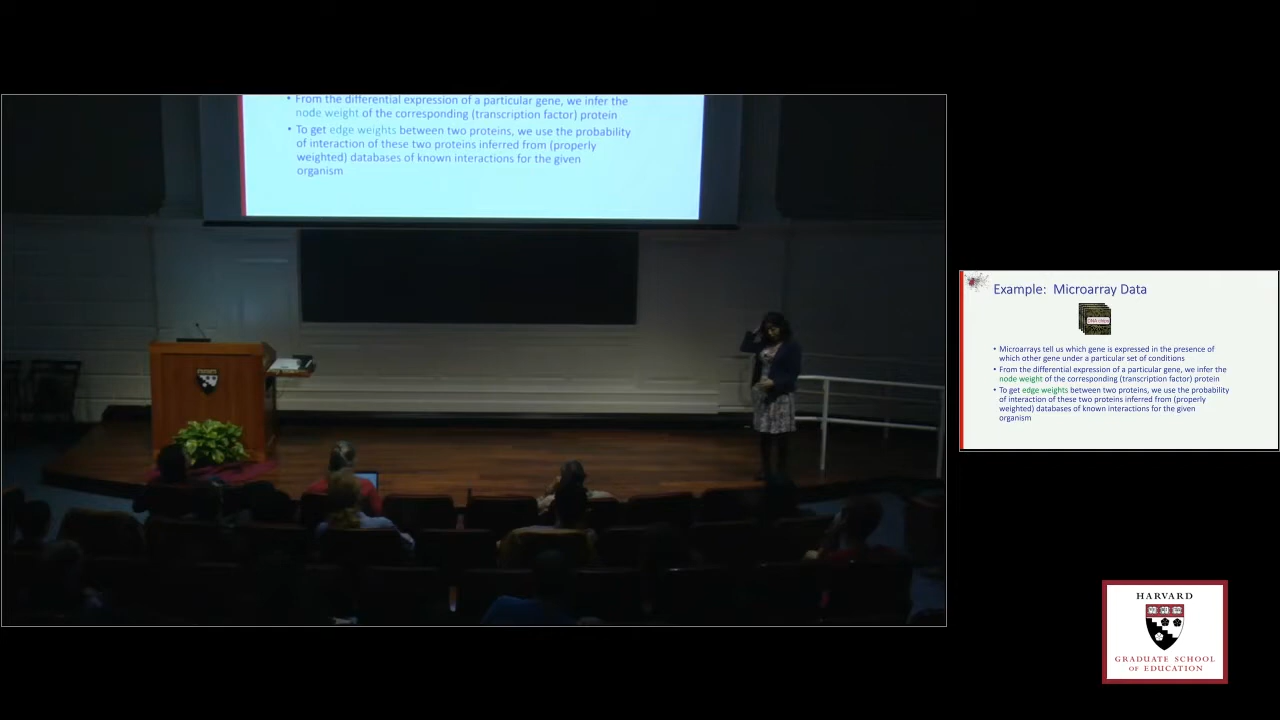 • From the differential expression of a particular gene, we infer the
node weight of the corresponding (transcription factor) protein
• To get edge weights between two proteins, we use the probability
of interaction of these two proteins inferred from (properly
weighted) databases of known interactions for the given
organism
Example: Microarray Data
DNA chips
• Microarrays tell us which gene is expressed in the presence of
which other gene under a particular set of conditions
• From the differential expression of a particular gene, we infer the
node weight of the corresponding (transcription factor) protein
• To get edge weights between two proteins, we use the probability
of interaction of these two proteins inferred from (properly
weighted) databases of known interactions for the given
organism
HARVARD
GRADUATE SCHOOL
OF EDUCATION